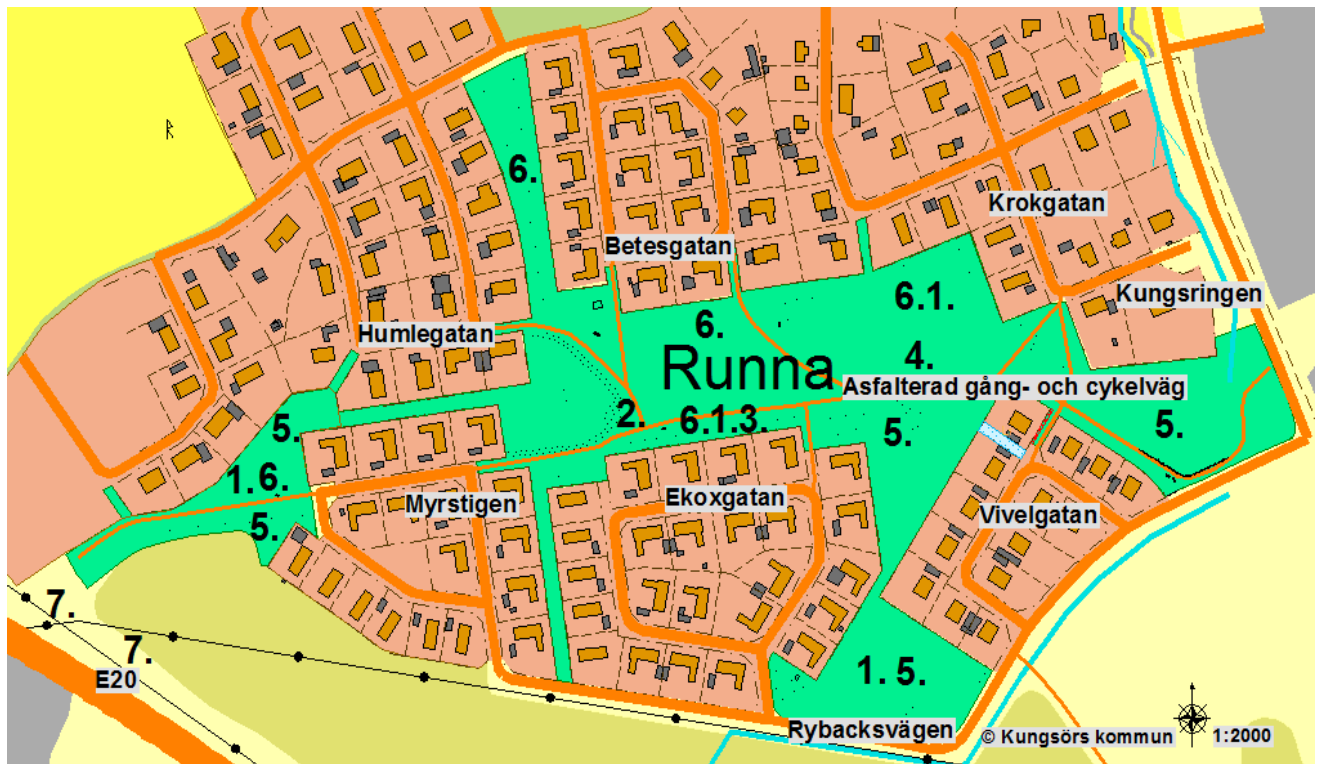 6.
Krokgatan
Betesgatan
Kungsringen
6.1.
6.
Humlegatan
4.
Runna
Asfalterad gång- och cykelväg
2.
6.1.3.
5.
5.
5.
1.6.
Myrstigen
Ekoxgatan
Vivelgatan
5.
7.
7.
E20
1. 5.
Rybacksvägen
© Kungsörs kommun
1:2000